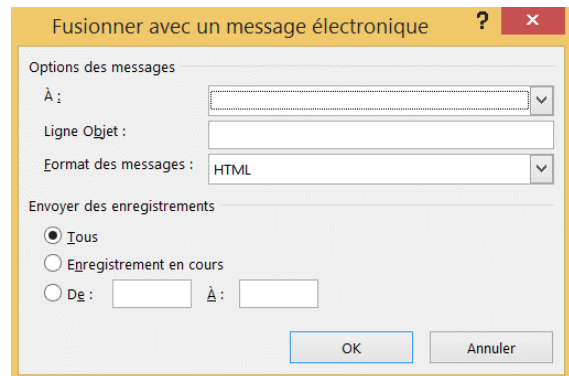 Fusionner avec un message électronique ? ×
Options des messages
À :
Ligne Objet :
Format des messages : HTML
Envoyer des enregistrements
Tous
Enregistrement en cours
De : À :
OK Annuler